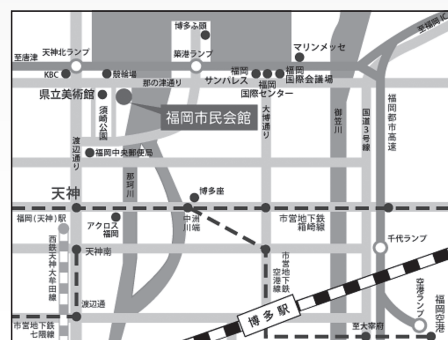 博多ふ頭
至福岡IC
天神北ランプ
築港ランプ
マリンメッセ
至唐津
KBC
競輪場
福岡
サンパレス
福岡
国際センター
福岡
国際会議場
那の津通り
県立美術館
須崎公園
福岡市民会館
大博通り
御笠川
国道3号線
福岡都市高速
渡辺通り
福岡中央郵便局
那珂川
天神
博多座
福岡(天神)駅
アクロス
福岡
中洲
川端
市営地下鉄
箱崎線
西鉄天神大牟田線
天神南
市営地下鉄
空港線
千代ランプ
渡辺通
博多駅
空港ランプ
福岡空港
市営地下鉄
七隈線
至太宰府